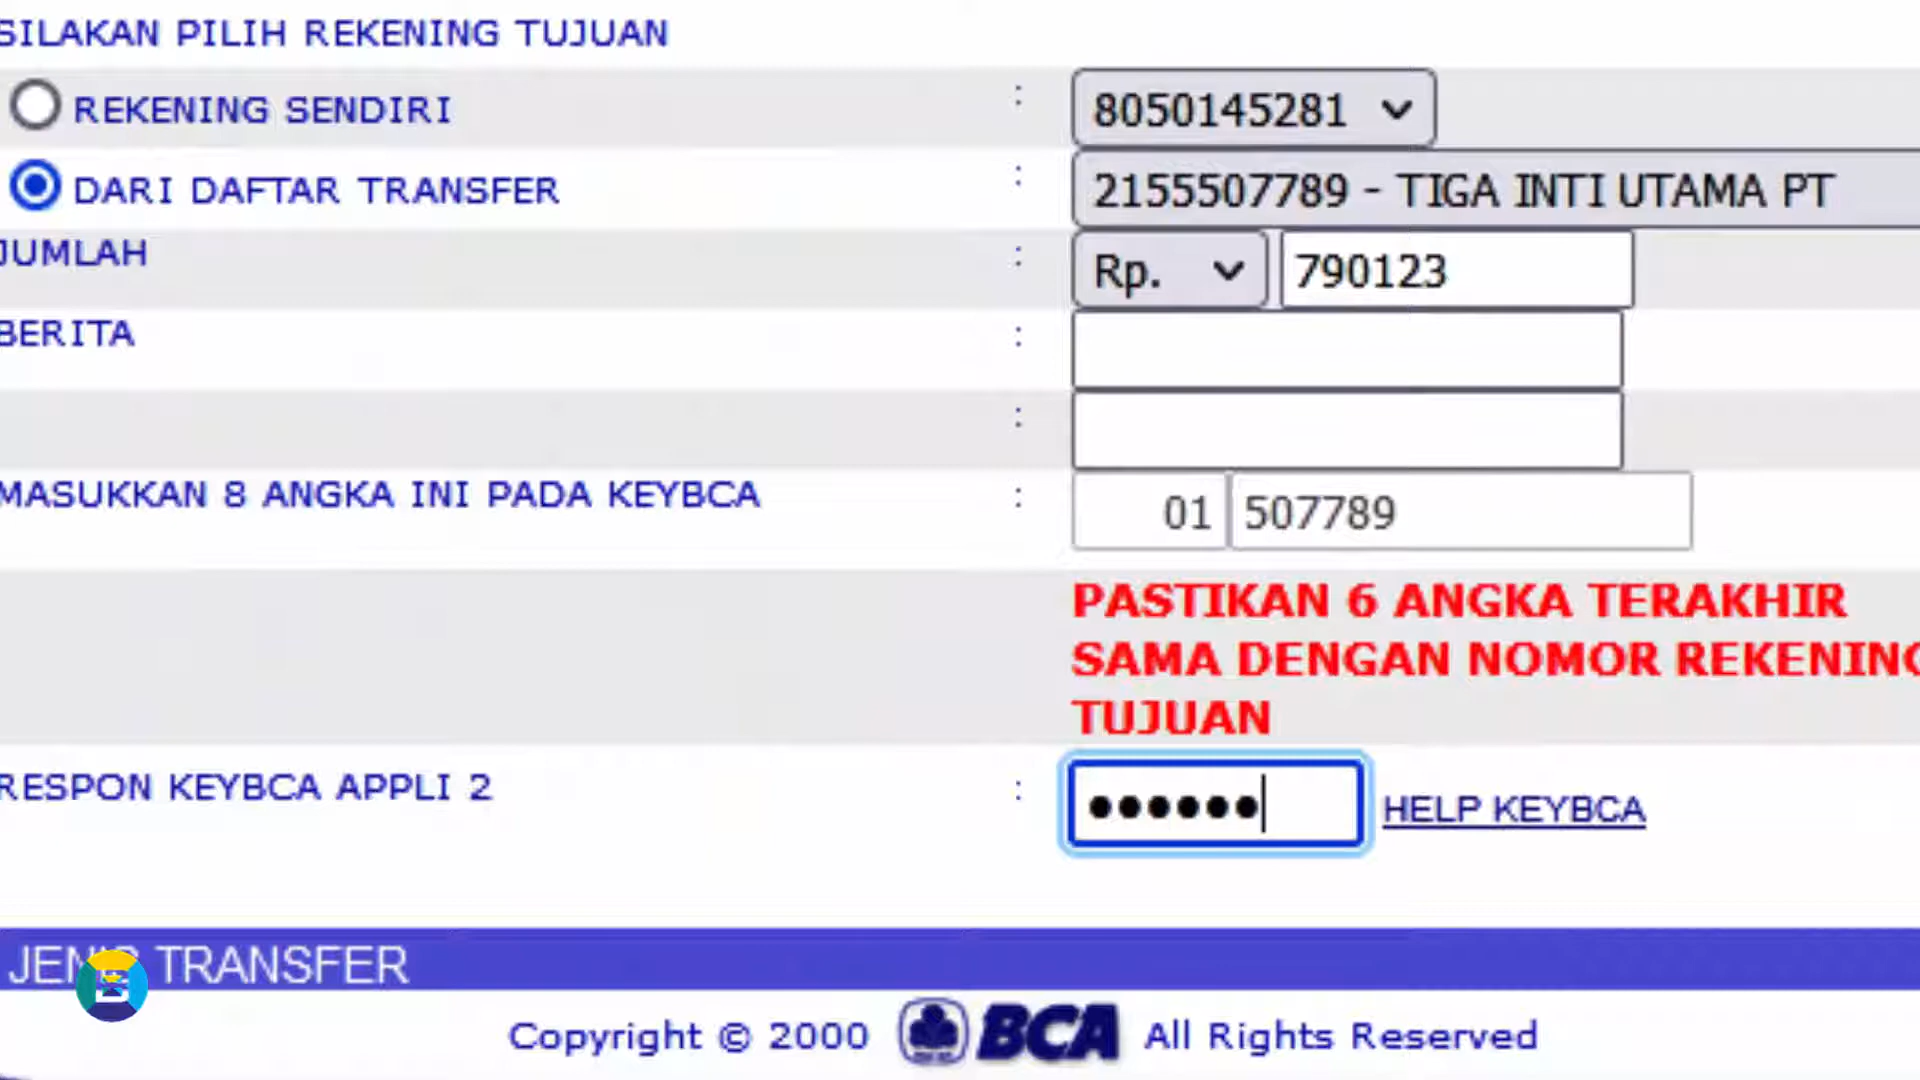 SILAKAN PILIH REKENING TUJUAN
REKENING SENDIRI : 8050145281
DARI DAFTAR TRANSFER : 2155507789 - TIGA INTI UTAMA PT
JUMLAH : Rp. 790123
BERITA :
:
MASUKKAN 8 ANGKA INI PADA KEYBCA : 01 507789
PASTIKAN 6 ANGKA TERAKHIR
SAMA DENGAN NOMOR REKENING
TUJUAN
RESPON KEYBCA APPLI 2 : ●●●●●● HELP KEYBCA
JENIS TRANSFER
Copyright © 2000 BCA All Rights Reserved